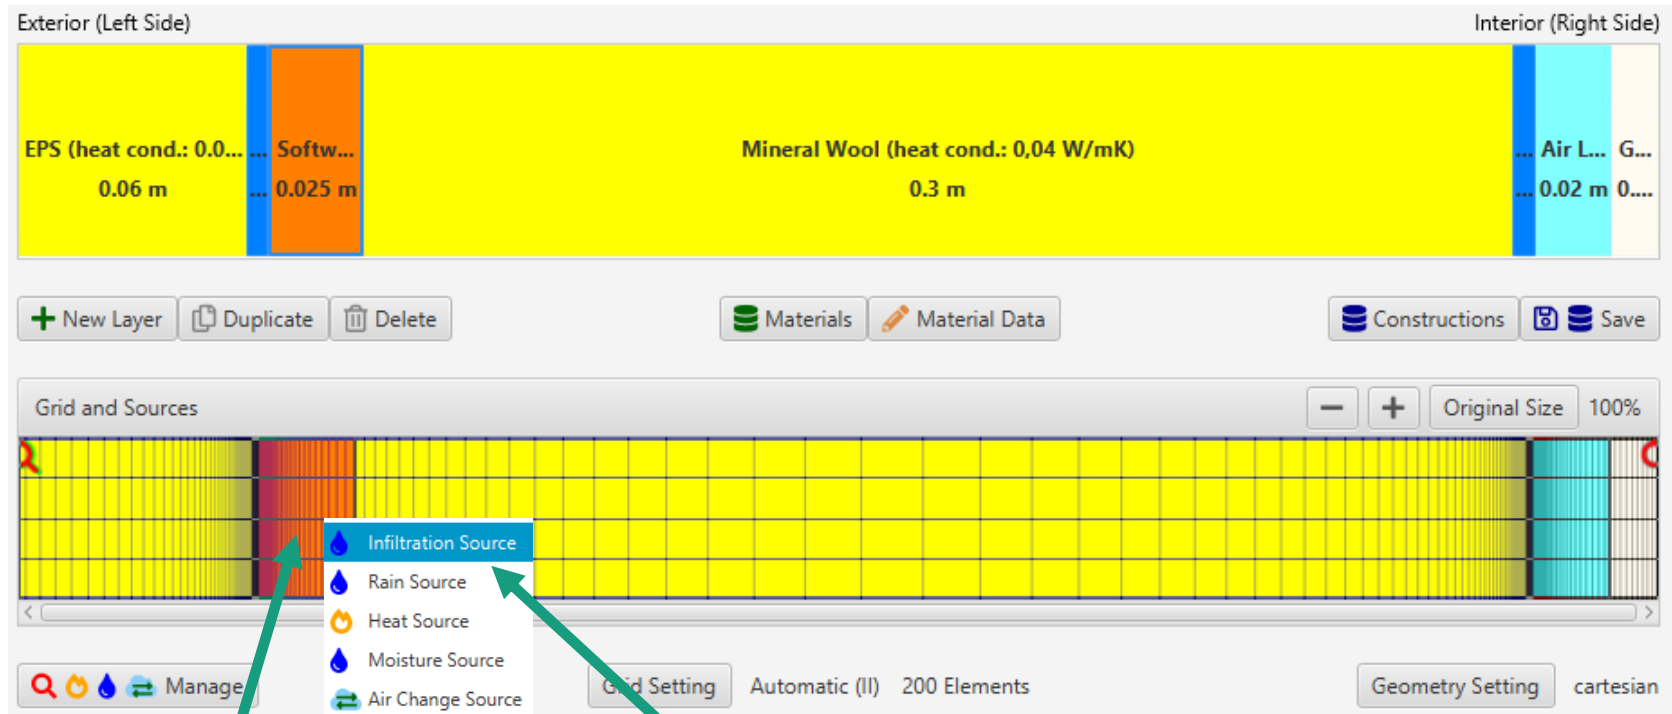 Exterior (Left Side) Interior (Right Side)
EPS (heat cond.: 0.0... ... Softw... Mineral Wool (heat cond.: 0,04 W/mK) ... Air L... G...
0.06 m ... 0.025 m 0.3 m ... 0.02 m 0....
New Layer Duplicate Delete Materials Material Data Constructions Save
Grid and Sources Original Size 100%
Infiltration Source
Rain Source
Heat Source
Moisture Source
Air Change Source
Manage Grid Setting Automatic (II) 200 Elements Geometry Setting cartesian